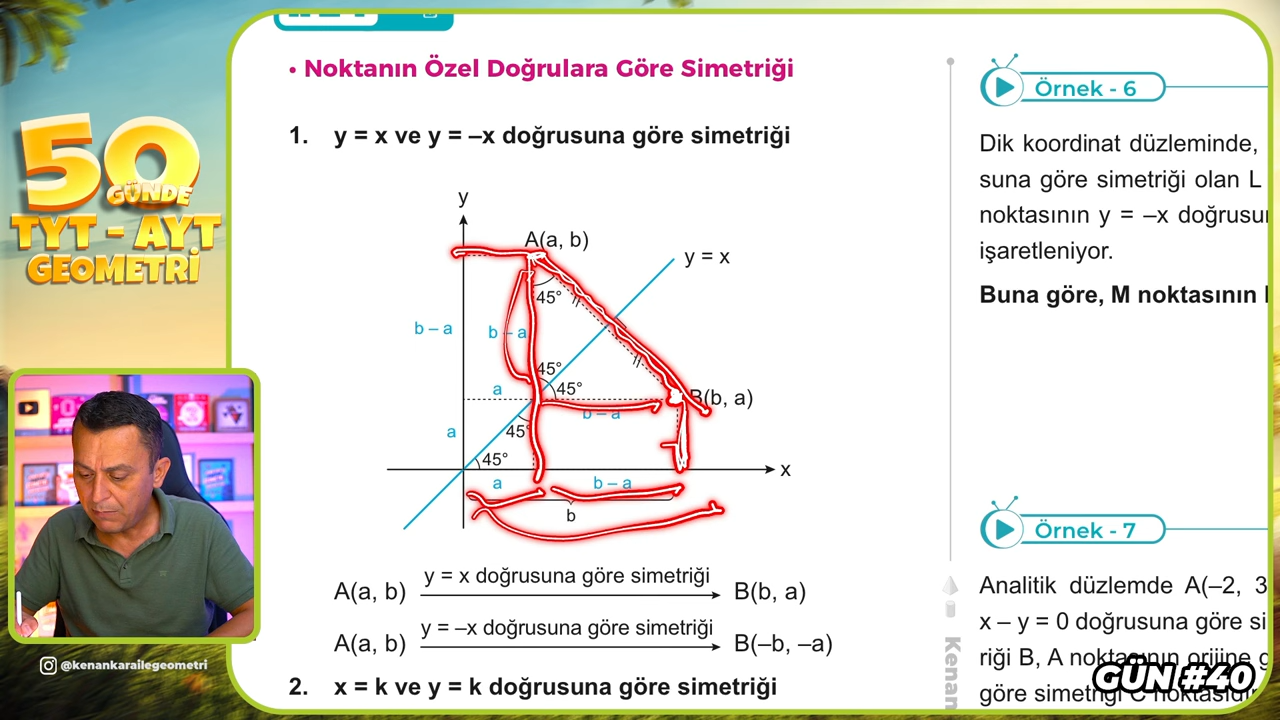 50
GÜNDE
TYT - AYT
GEOMETRİ
@kenankarailegeometri
• Noktanın Özel Doğrulara Göre Simetriği
1. y = x ve y = –x doğrusuna göre simetriği
y
A(a, b)
y = x
45°
b – a
b – a
45°
a
45°
B(b, a)
b – a
a
45°
45°
x
a
b – a
b
A(a, b) y = x doğrusuna göre simetriği B(b, a)
A(a, b) y = –x doğrusuna göre simetriği B(–b, –a)
2. x = k ve y = k doğrusuna göre simetriği
Kenan
Örnek - 6
Dik koordinat düzleminde,
suna göre simetriği olan L
noktasının y = –x doğrusu
işaretleniyor.
Buna göre, M noktasının
Örnek - 7
Analitik düzlemde A(–2, 3
x – y = 0 doğrusuna göre si
riği B, A noktasının orijine g
göre simetriği C noktasıdır
GÜN #40